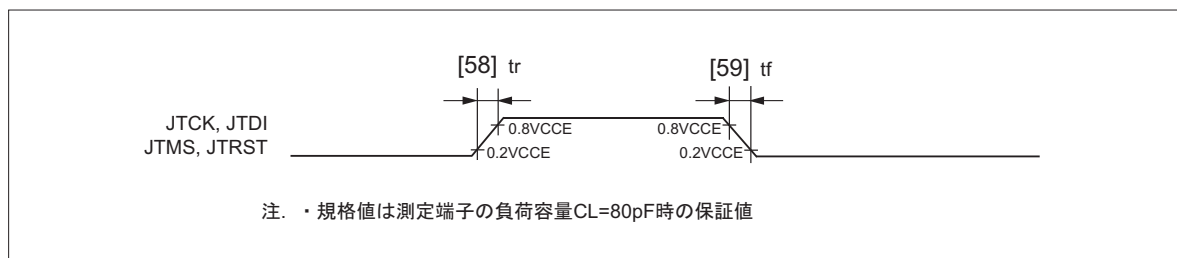 [58] tr
[59] tf
JTCK, JTDI
JTMS, JTRST
0.8VCCE
0.8VCCE
0.2VCCE
0.2VCCE
注. ・規格値は測定端子の負荷容量CL=80pF時の保証値